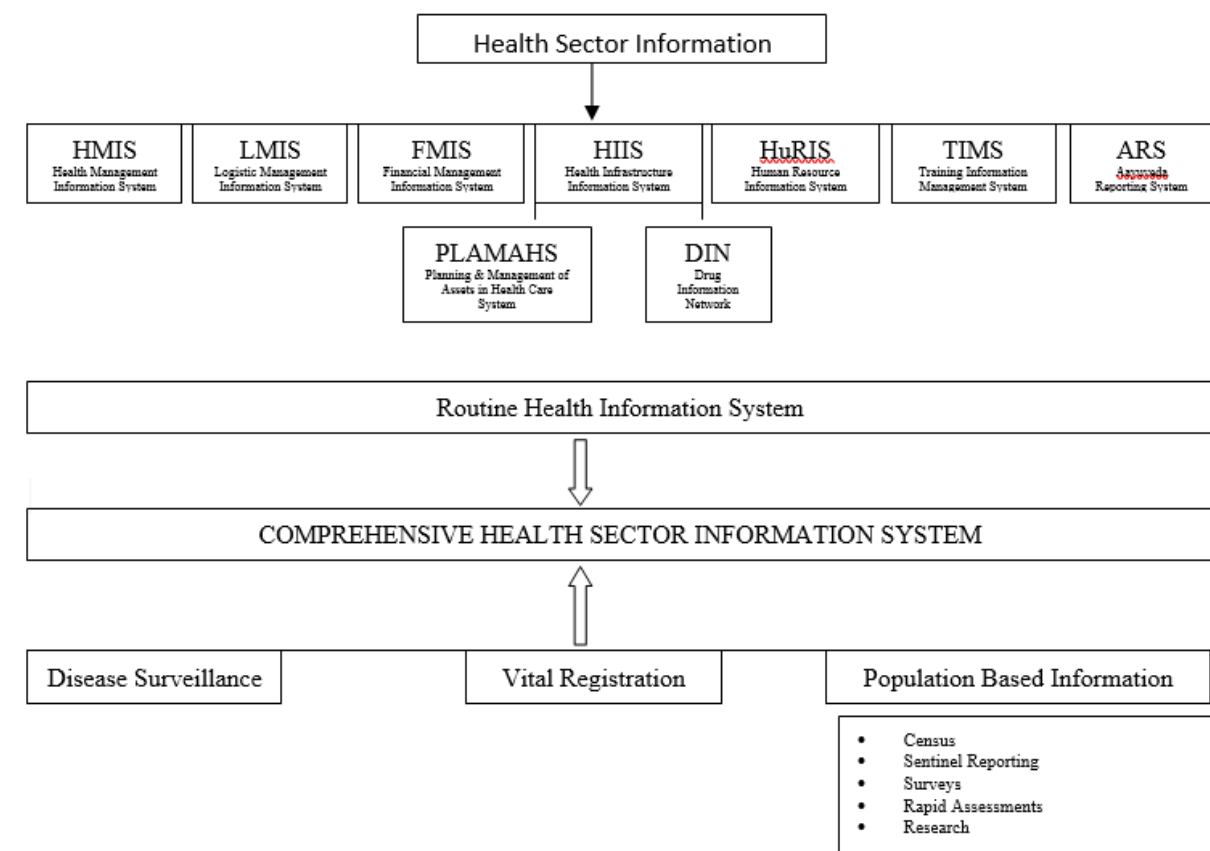 Health Sector Information
HMIS
Health Management
Information System
LMIS
Logistic Management
Information System
FMIS
Financial Management
Information System
HIIS
Health Infrastructure
Information System
HuRIS
Human Resource
Information System
TIMS
Training Information
Management System
ARS
Aayuveda
Reporting System
PLAMAHS
Planning & Management of
Assets in Health Care
System
DIN
Drug
Information
Network
Routine Health Information System
COMPREHENSIVE HEALTH SECTOR INFORMATION SYSTEM
Disease Surveillance
Vital Registration
Population Based Information
• Census
• Sentinel Reporting
• Surveys
• Rapid Assessments
• Research